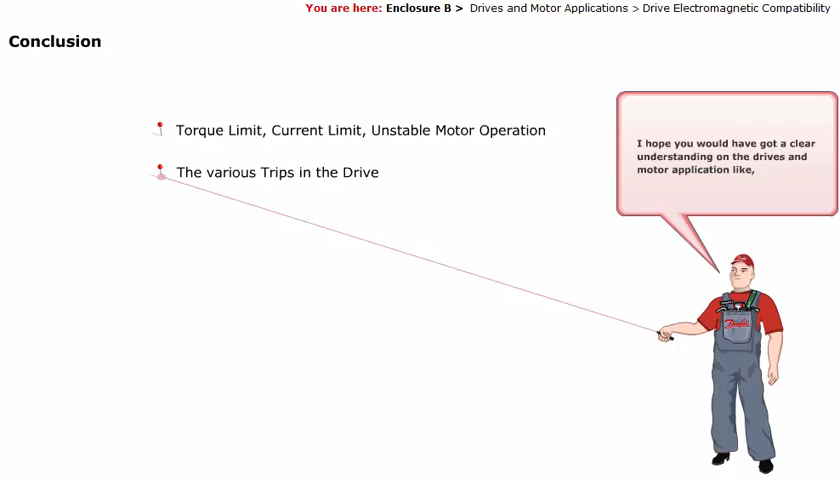 You are here: Enclosure B > Drives and Motor Applications > Drive Electromagnetic Compatibility
Conclusion
Torque Limit, Current Limit, Unstable Motor Operation
The various Trips in the Drive
I hope you would have got a clear
understanding on the drives and
motor application like,
Danfoss